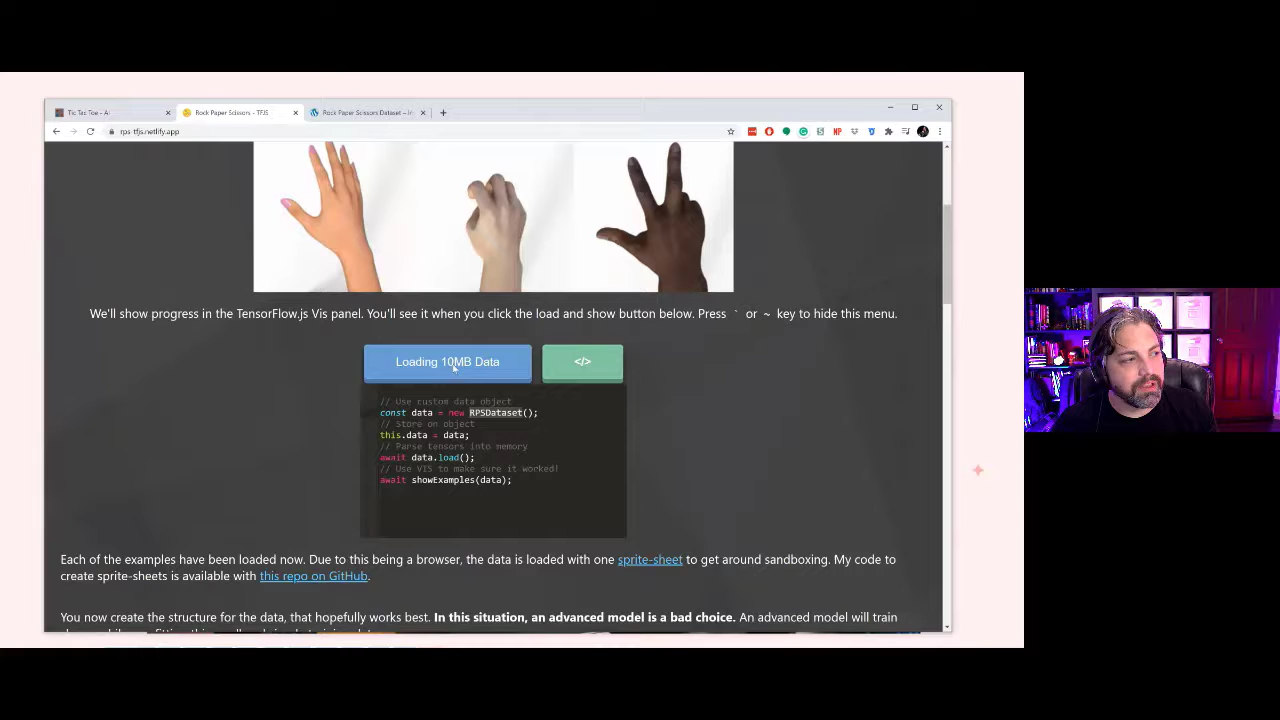 Tic Tac Toe - AI
Rock Paper Scissors - TFJS
Rock Paper Scissors Dataset – 
rps-tfjs.netlify.app
We'll show progress in the TensorFlow.js Vis panel. You'll see it when you click the load and show button below. Press ` or ~ key to hide this menu.
Loading 10MB Data
</>
// Use custom data object
const data = new RPSDataset();
// Store on object
this.data = data;
// Parse tensors into memory
await data.load();
// Use VIS to make sure it worked!
await showExamples(data);
Each of the examples have been loaded now. Due to this being a browser, the data is loaded with one sprite-sheet to get around sandboxing. My code to
create sprite-sheets is available with this repo on GitHub.
You now create the structure for the data, that hopefully works best. In this situation, an advanced model is a bad choice. An advanced model will train